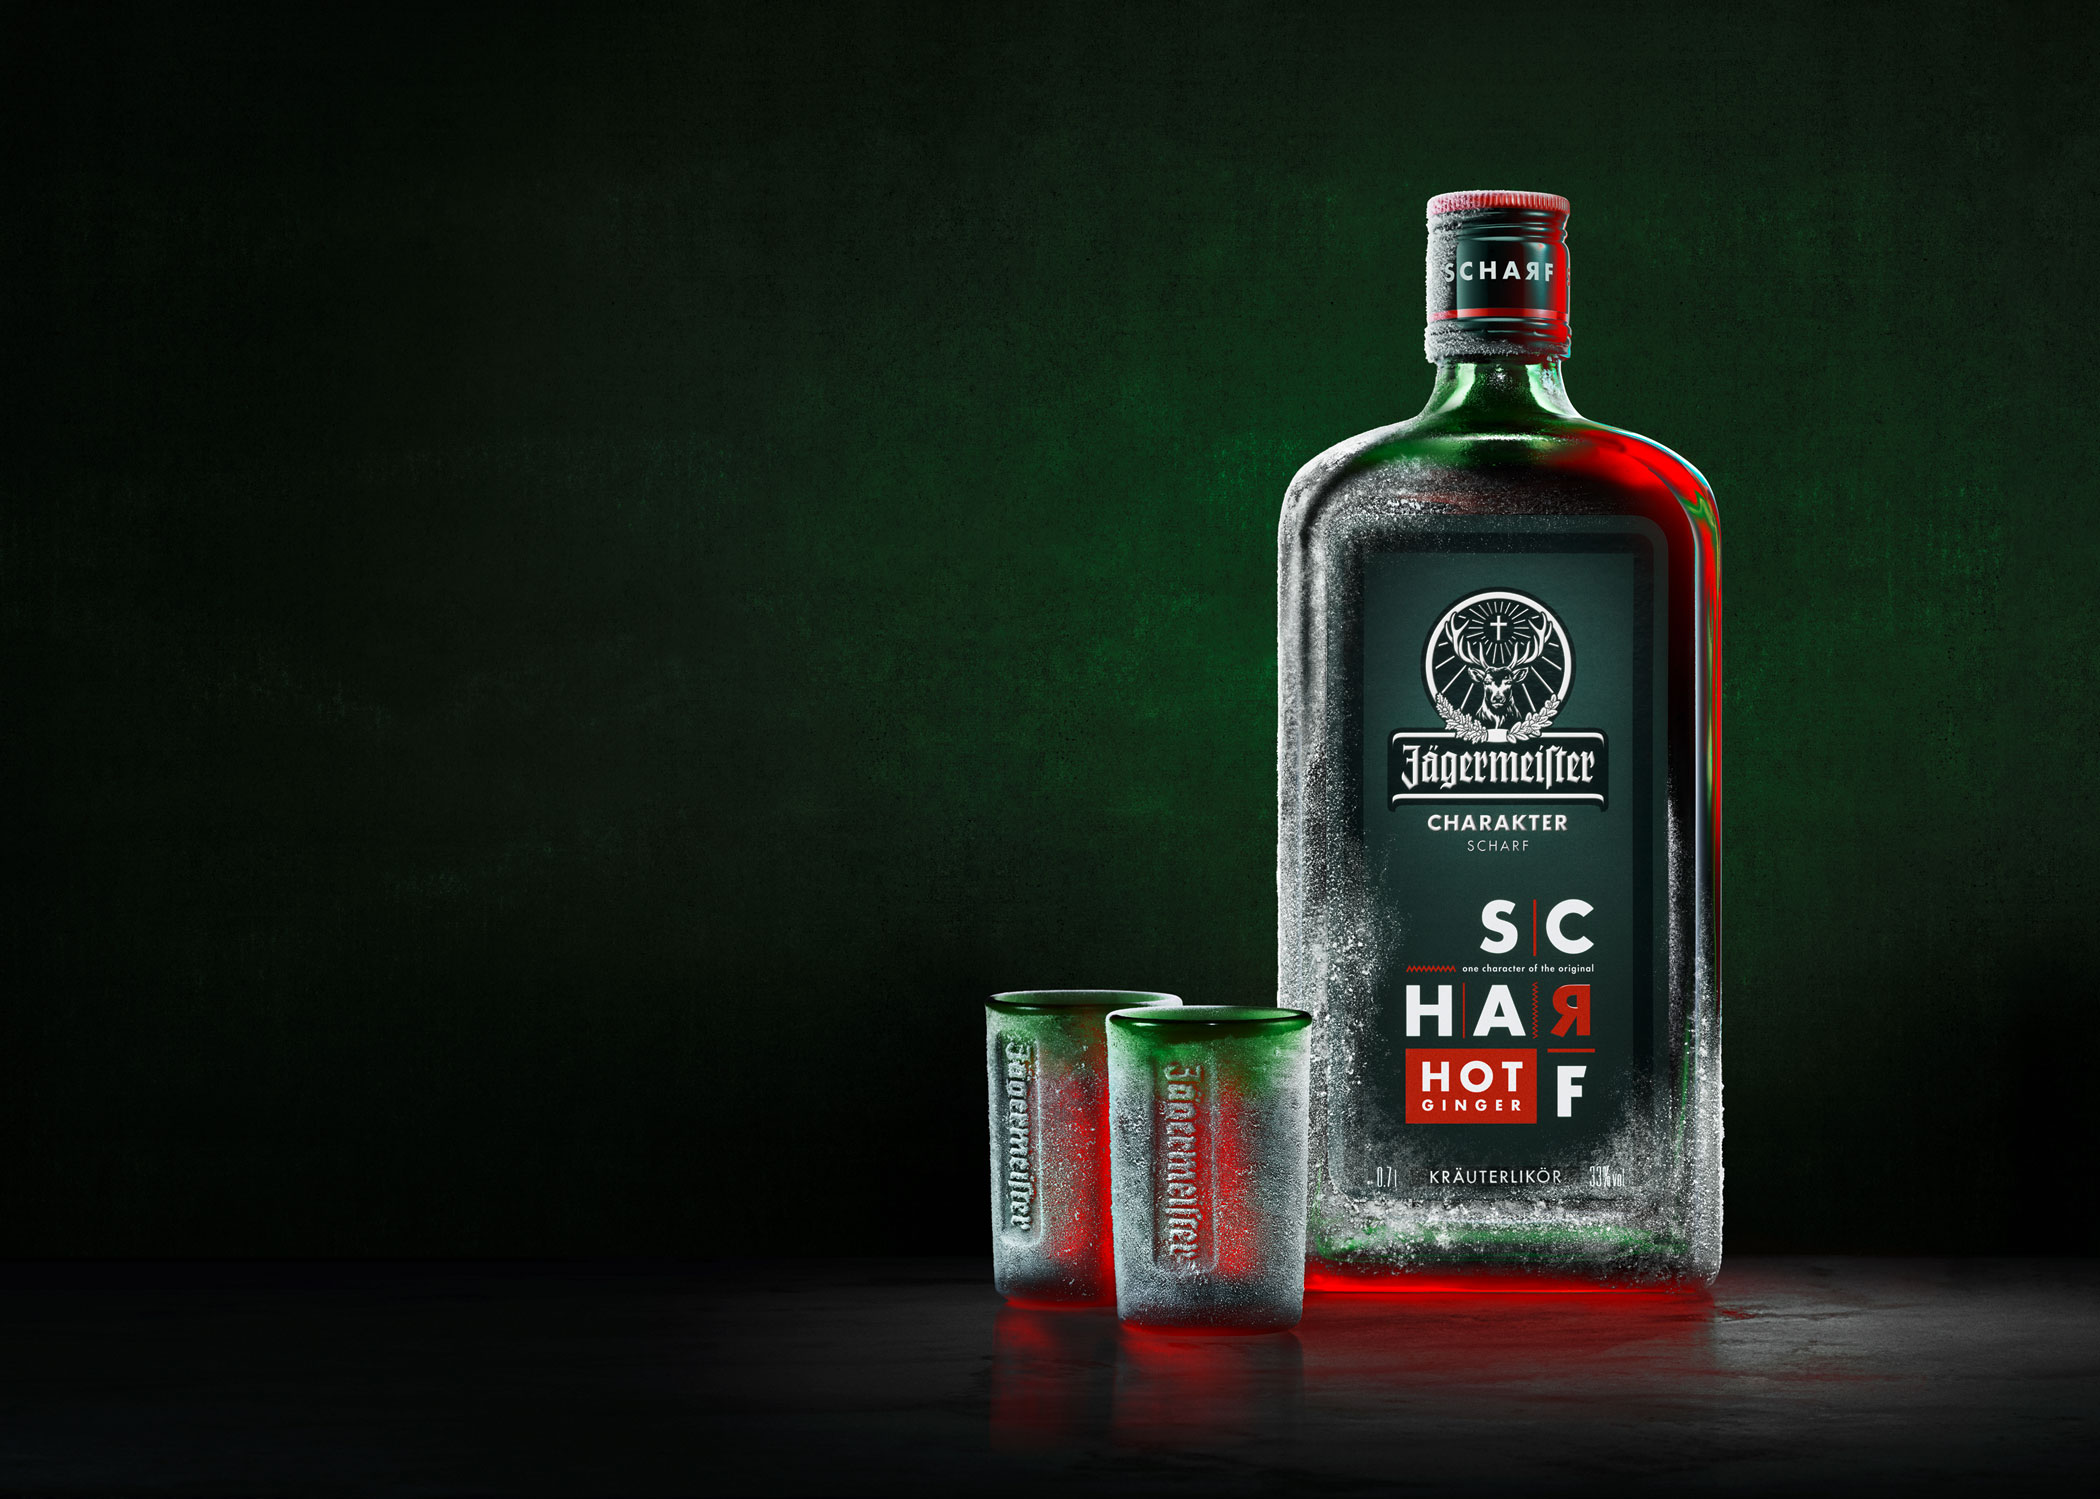 SCHAЯF
Jägermeiſter
CHARAKTER
SCHARF
S|C
one character of the original
H|A|Я
HOT
GINGER
F
0.7 l KRÄUTERLIKÖR 33% vol
Jägermeiſter
Jägermeiſter